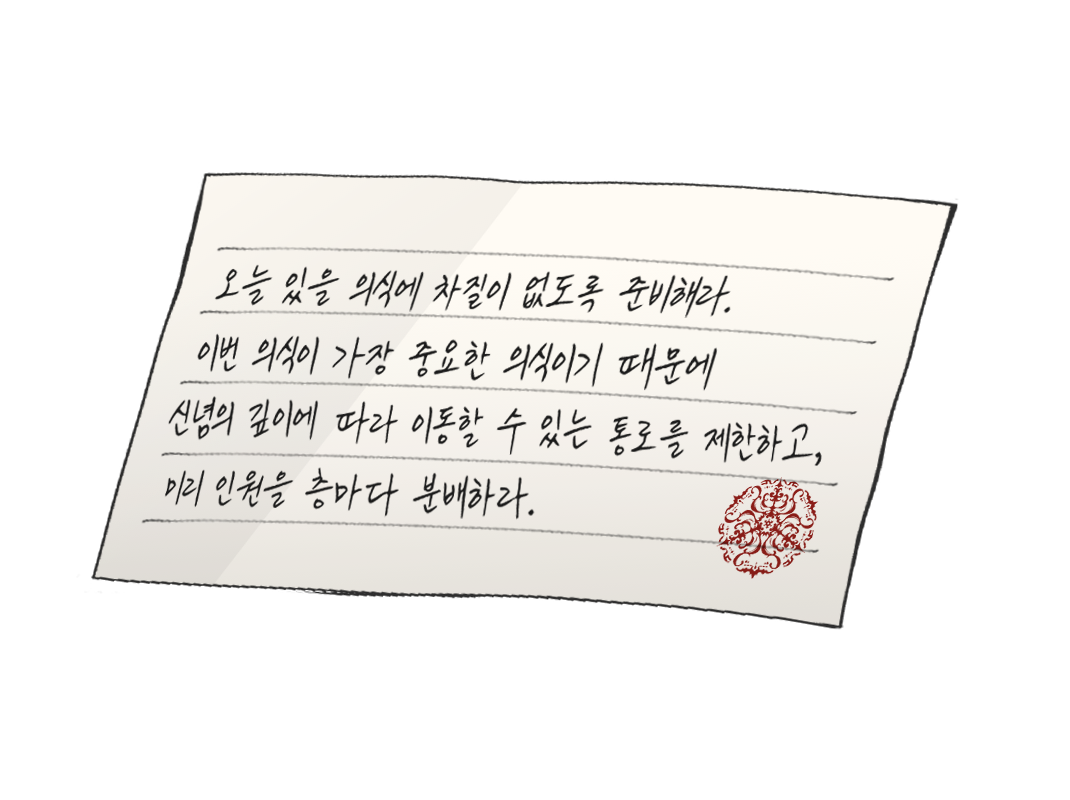 오늘 있을 의식에 차질이 없도록 준비해라.
이번 의식이 가장 중요한 의식이기 때문에
신념의 깊이에 따라 이동할 수 있는 통로를 제한하고,
미리 인원을 층마다 분배하라.